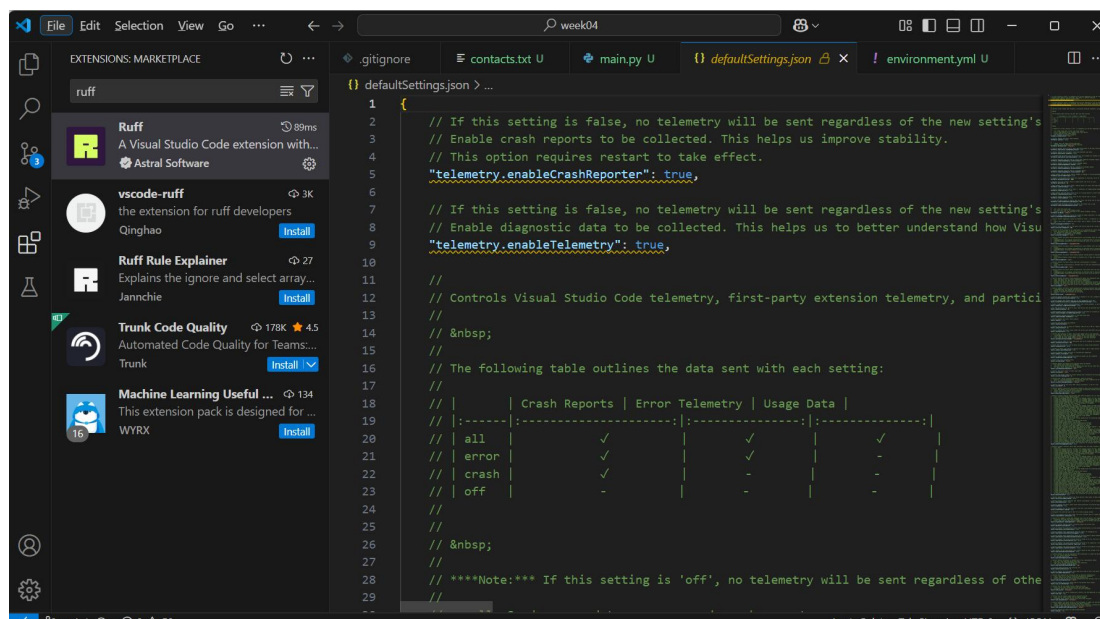 File Edit Selection View Go ··· week04
EXTENSIONS: MARKETPLACE
ruff
Ruff 89ms
A Visual Studio Code extension with...
Astral Software
vscode-ruff 3K
the extension for ruff developers
Qinghao Install
Ruff Rule Explainer 27
Explains the ignore and select array...
Jannchie Install
Trunk Code Quality 178K 4.5
Automated Code Quality for Teams:...
Trunk Install
Machine Learning Useful ... 134
This extension pack is designed for ...
16 WYRX Install
3
.gitignore contacts.txt U main.py U {} defaultSettings.json ! environment.yml U
{} defaultSettings.json > ...
1 {
2 // If this setting is false, no telemetry will be sent regardless of the new setting's
3 // Enable crash reports to be collected. This helps us improve stability.
4 // This option requires restart to take effect.
5 "telemetry.enableCrashReporter": true,
6
7 // If this setting is false, no telemetry will be sent regardless of the new setting's
8 // Enable diagnostic data to be collected. This helps us to better understand how Visu
9 "telemetry.enableTelemetry": true,
10
11 //
12 // Controls Visual Studio Code telemetry, first-party extension telemetry, and partici
13 //
14 // &nbsp;
15 //
16 // The following table outlines the data sent with each setting:
17 //
18 // | | Crash Reports | Error Telemetry | Usage Data |
19 // |:------|:---------------------:|:---------------:|:--------------:|
20 // | all | ✓ | ✓ | ✓ |
21 // | error | ✓ | ✓ | - |
22 // | crash | ✓ | - | - |
23 // | off | - | - | - |
24 //
25 //
26 // &nbsp;
27 //
28 // ****Note:*** If this setting is 'off', no telemetry will be sent regardless of othe
29 //